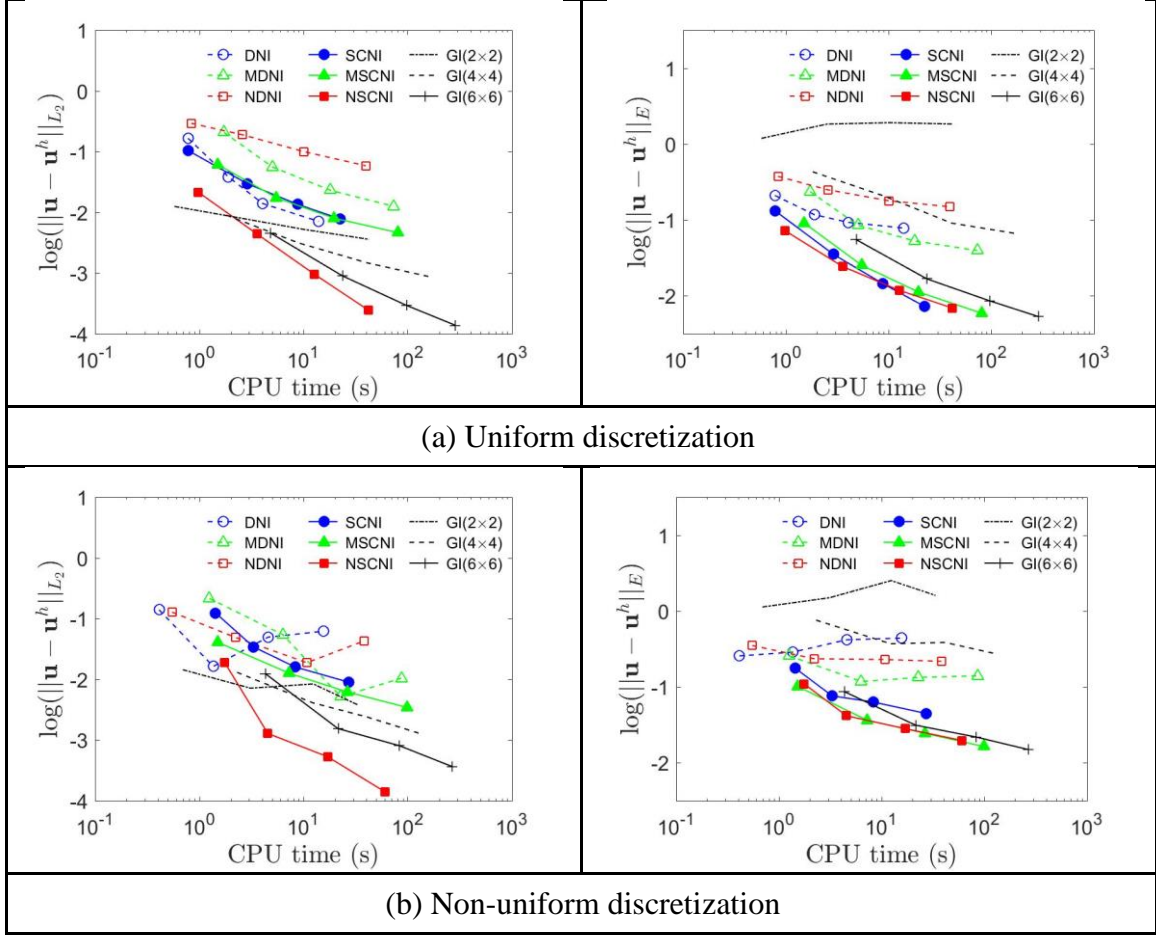 1
0
-1
-2
-3
-4
log(||u − u^h||_{L_2})
DNI
MDNI
NDNI
SCNI
MSCNI
NSCNI
GI(2×2)
GI(4×4)
GI(6×6)
10^-1 10^0 10^1 10^2 10^3
CPU time (s)
1
0
-1
-2
log(||u − u^h||_E)
DNI
MDNI
NDNI
SCNI
MSCNI
NSCNI
GI(2×2)
GI(4×4)
GI(6×6)
10^-1 10^0 10^1 10^2 10^3
CPU time (s)
(a) Uniform discretization
1
0
-1
-2
-3
-4
log(||u − u^h||_{L_2})
DNI
MDNI
NDNI
SCNI
MSCNI
NSCNI
GI(2×2)
GI(4×4)
GI(6×6)
10^-1 10^0 10^1 10^2 10^3
CPU time (s)
1
0
-1
-2
log(||u − u^h||_E)
DNI
MDNI
NDNI
SCNI
MSCNI
NSCNI
GI(2×2)
GI(4×4)
GI(6×6)
10^-1 10^0 10^1 10^2 10^3
CPU time (s)
(b) Non-uniform discretization